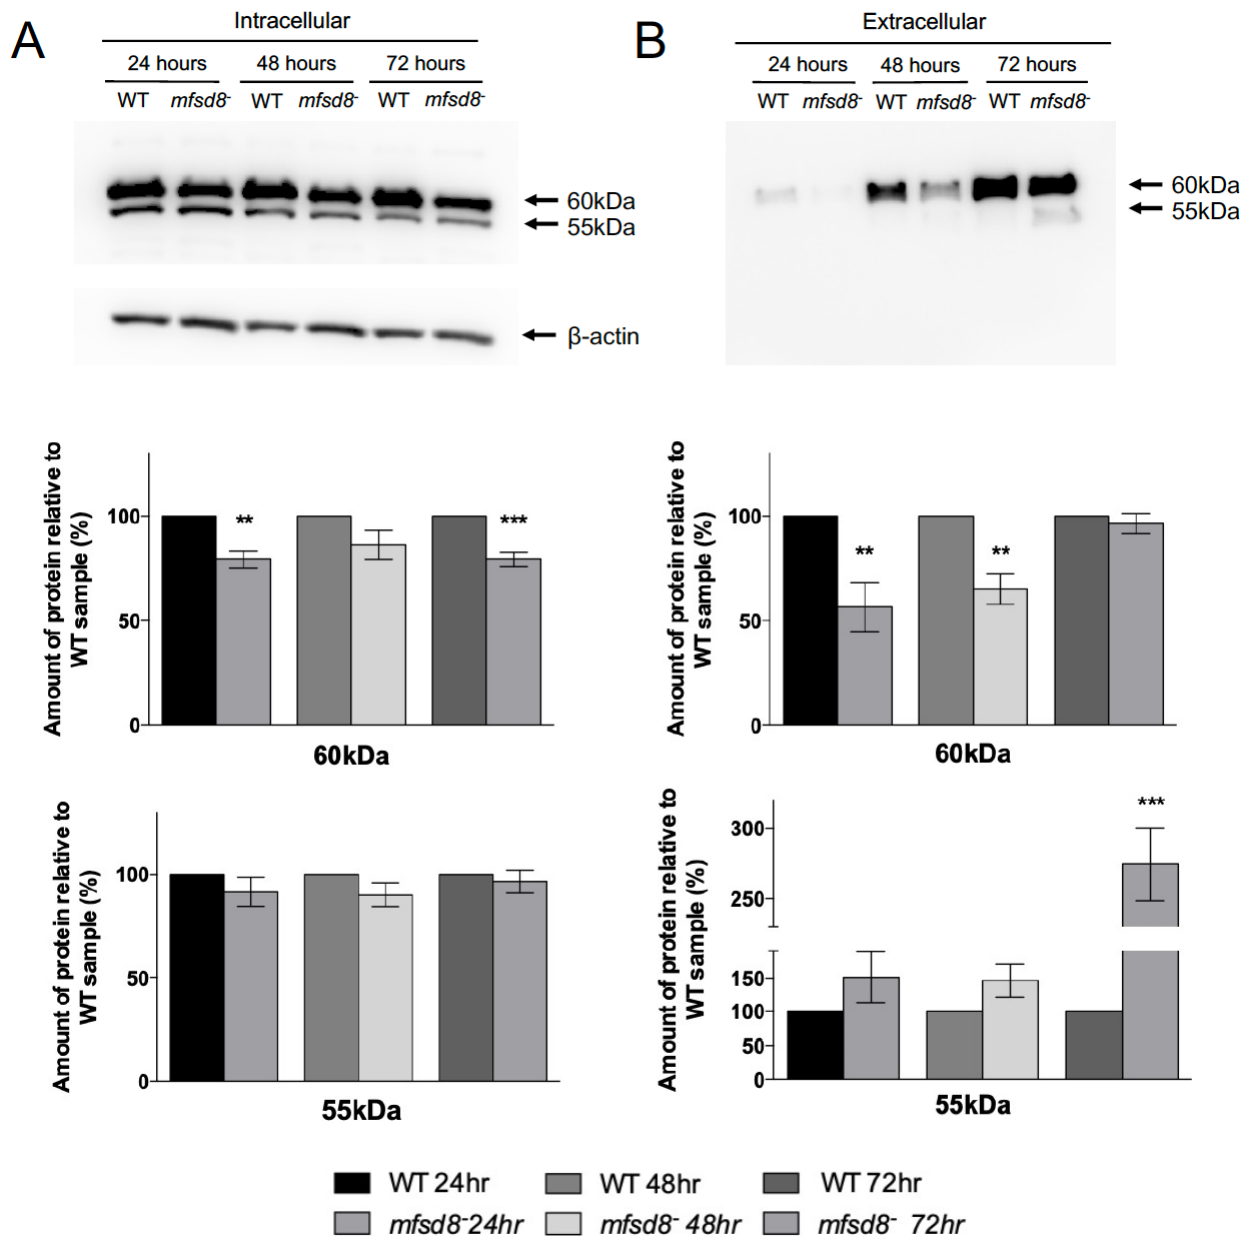 A
Intracellular
24 hours 48 hours 72 hours
WT mfsd8- WT mfsd8- WT mfsd8-
60kDa
55kDa
β-actin
B
Extracellular
24 hours 48 hours 72 hours
WT mfsd8- WT mfsd8- WT mfsd8-
60kDa
55kDa
Amount of protein relative to
WT sample (%)
100
50
0
** ***
60kDa
Amount of protein relative to
WT sample (%)
100
50
0
** **
60kDa
Amount of protein relative to
WT sample (%)
100
50
0
55kDa
Amount of protein relative to
WT sample (%)
300
250
150
100
50
0
***
55kDa
WT 24hr WT 48hr WT 72hr
mfsd8-24hr mfsd8- 48hr mfsd8- 72hr